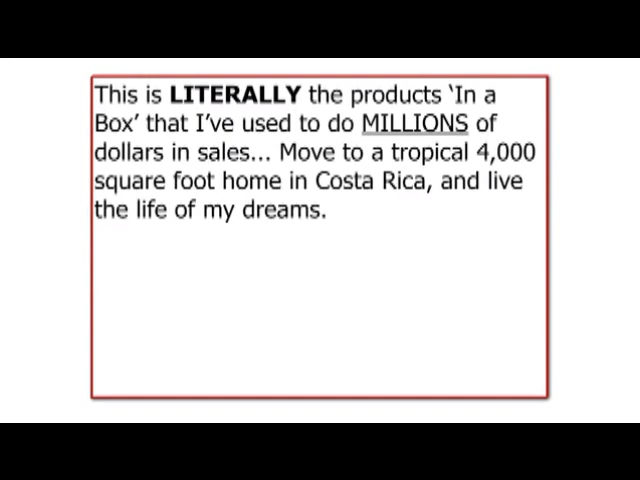 This is LITERALLY the products ‘In a
Box’ that I’ve used to do MILLIONS of
dollars in sales... Move to a tropical 4,000
square foot home in Costa Rica, and live
the life of my dreams.